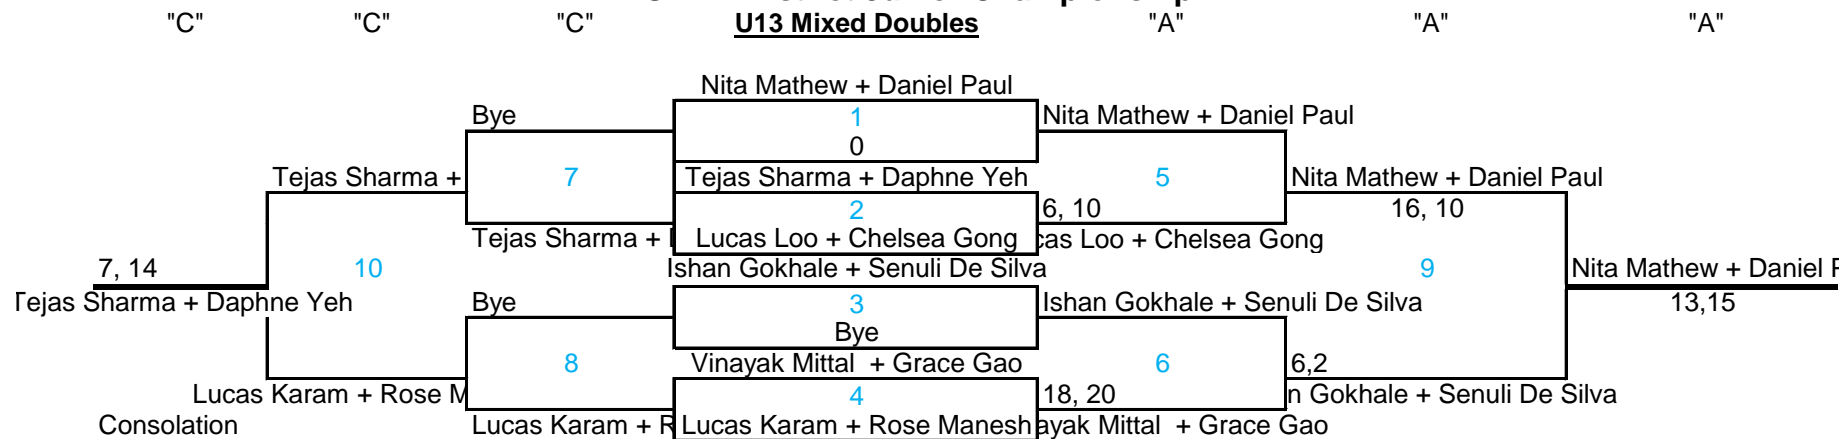 "C" "C" "C" U13 Mixed Doubles "A" "A" "A"
Nita Mathew + Daniel Paul
Bye 1 Nita Mathew + Daniel Paul
0
Tejas Sharma + 7 Tejas Sharma + Daphne Yeh 5 Nita Mathew + Daniel Paul
2 6, 10 16, 10
Tejas Sharma + Lucas Loo + Chelsea Gong cas Loo + Chelsea Gong
7, 14 10 Ishan Gokhale + Senuli De Silva 9 Nita Mathew + Daniel
Tejas Sharma + Daphne Yeh Bye 3 Ishan Gokhale + Senuli De Silva 13,15
Bye
8 Vinayak Mittal + Grace Gao 6 6,2
Lucas Karam + Rose M 4 18, 20 n Gokhale + Senuli De Silva
Consolation Lucas Karam + R Lucas Karam + Rose Manesh ayak Mittal + Grace Gao